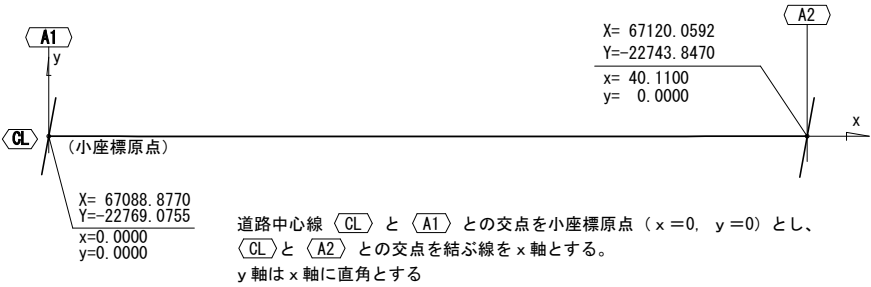 A1
y
A2
X= 67120.0592
Y=-22743.8470
x= 40.1100
y= 0.0000
x
CL
(小座標原点)
X= 67088.8770
Y=-22769.0755
x=0.0000
y=0.0000
道路中心線 CL と A1 との交点を小座標原点(x=0, y=0)とし、
CL と A2 との交点を結ぶ線をx軸とする。
y軸はx軸に直角とする